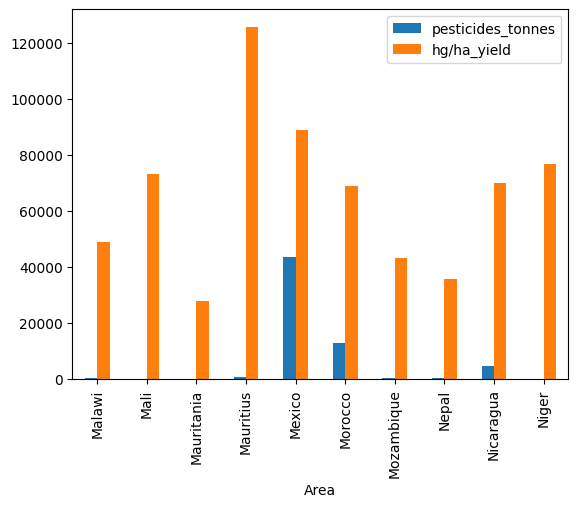 pesticides_tonnes
hg/ha_yield
120000
100000
80000
60000
40000
20000
0
Malawi
Mali
Mauritania
Mauritius
Mexico
Morocco
Mozambique
Nepal
Nicaragua
Niger
Area